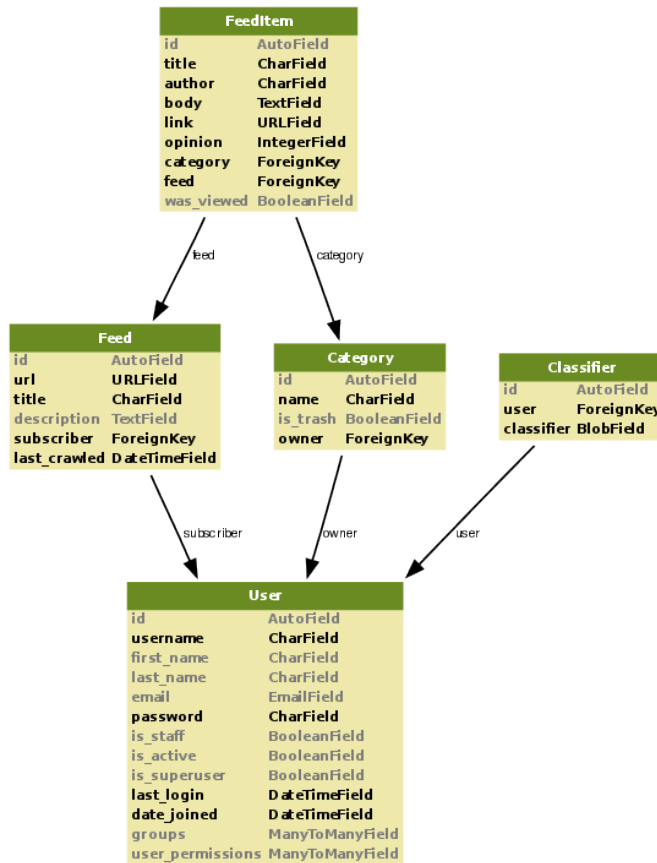 FeedItem
id AutoField
title CharField
author CharField
body TextField
link URLField
opinion IntegerField
category ForeignKey
feed ForeignKey
was_viewed BooleanField
feed
category
Feed
id AutoField
url URLField
title CharField
description TextField
subscriber ForeignKey
last_crawled DateTimeField
Category
id AutoField
name CharField
is_trash BooleanField
owner ForeignKey
Classifier
id AutoField
user ForeignKey
classifier BlobField
subscriber
owner
user
User
id AutoField
username CharField
first_name CharField
last_name CharField
email EmailField
password CharField
is_staff BooleanField
is_active BooleanField
is_superuser BooleanField
last_login DateTimeField
date_joined DateTimeField
groups ManyToManyField
user_permissions ManyToManyField